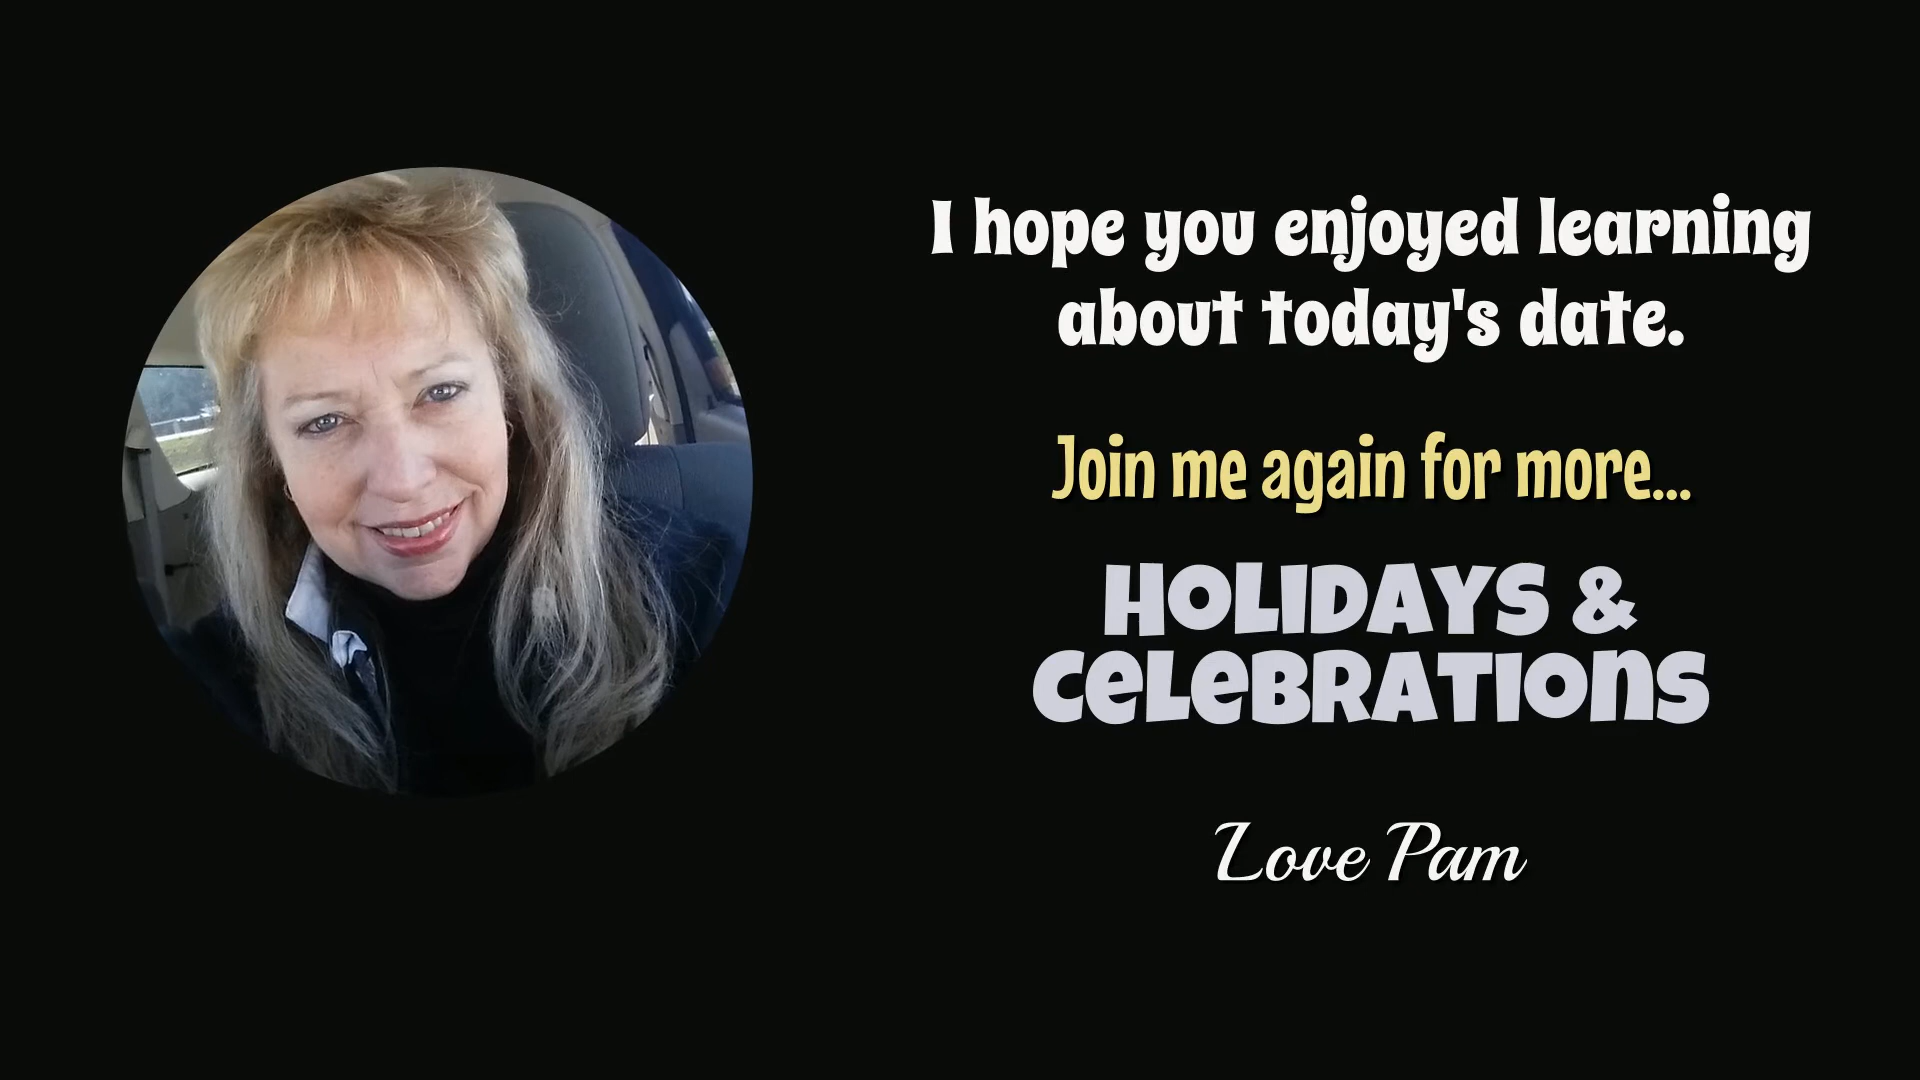 I hope you enjoyed learning
about today's date.
Join me again for more...
HOLIDAYS &
CeLeBRATIOnS
Love Pam